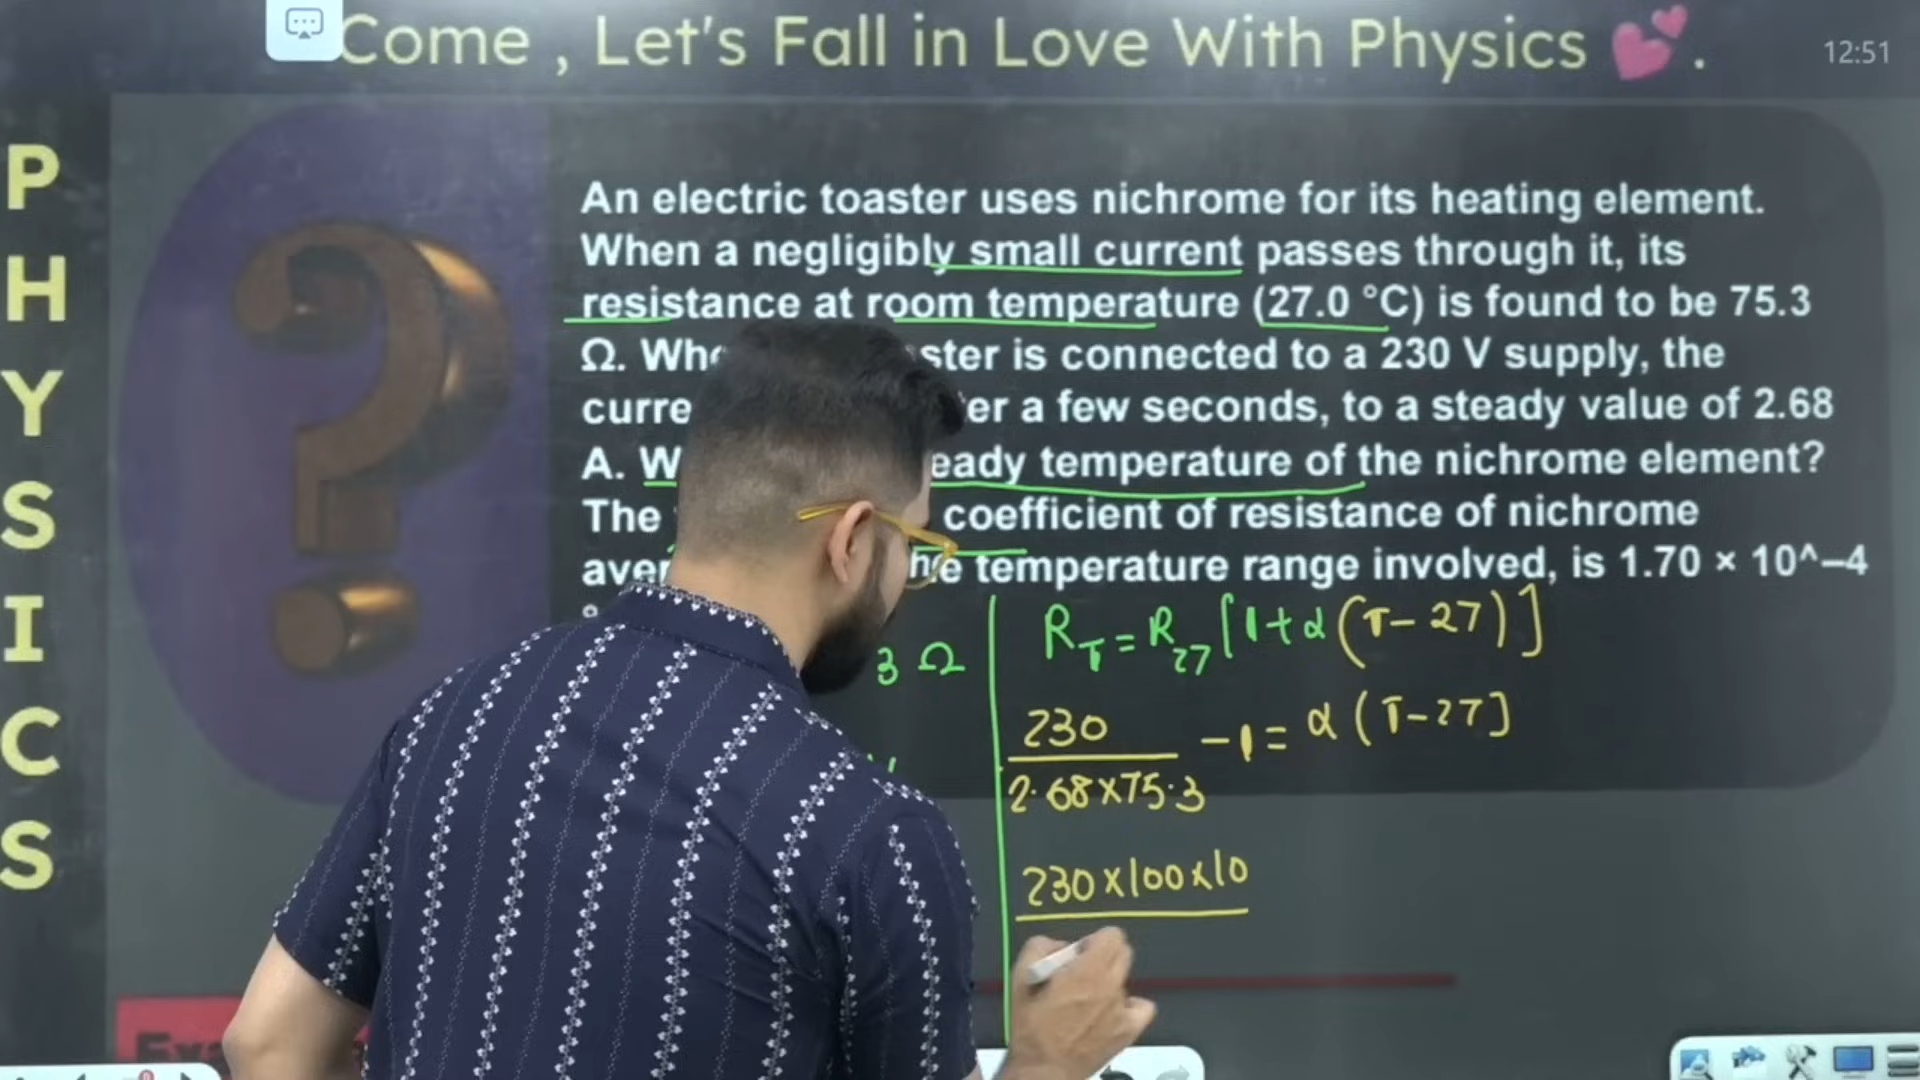 Come , Let's Fall in Love With Physics 💕.
12:51
PHYSICS
An electric toaster uses nichrome for its heating element.
When a negligibly small current passes through it, its
resistance at room temperature (27.0 °C) is found to be 75.3
Ω. ster is connected to a 230 V supply, the
curre er a few seconds, to a steady value of 2.68
A. eady temperature of the nichrome element?
The coefficient of resistance of nichrome
aver he temperature range involved, is 1.70 × 10^–4
3 Ω
R_T = R_27 [1+α(T-27)]
230 / 2.68×75.3 - 1 = α(T-27]
230×100×10